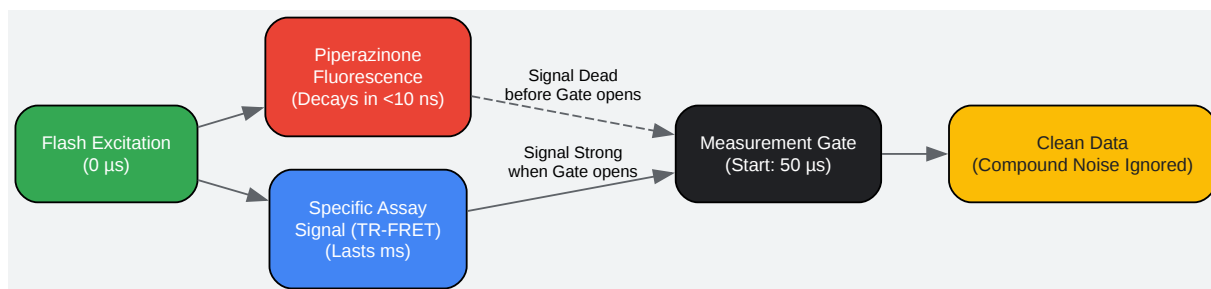 Flash Excitation
(0 µs)
Piperazinone
Fluorescence
(Decays in <10 ns)
Specific Assay
Signal (TR-FRET)
(Lasts ms)
Signal Dead
before Gate opens
Signal Strong
when Gate opens
Measurement Gate
(Start: 50 µs)
Clean Data
(Compound Noise Ignored)